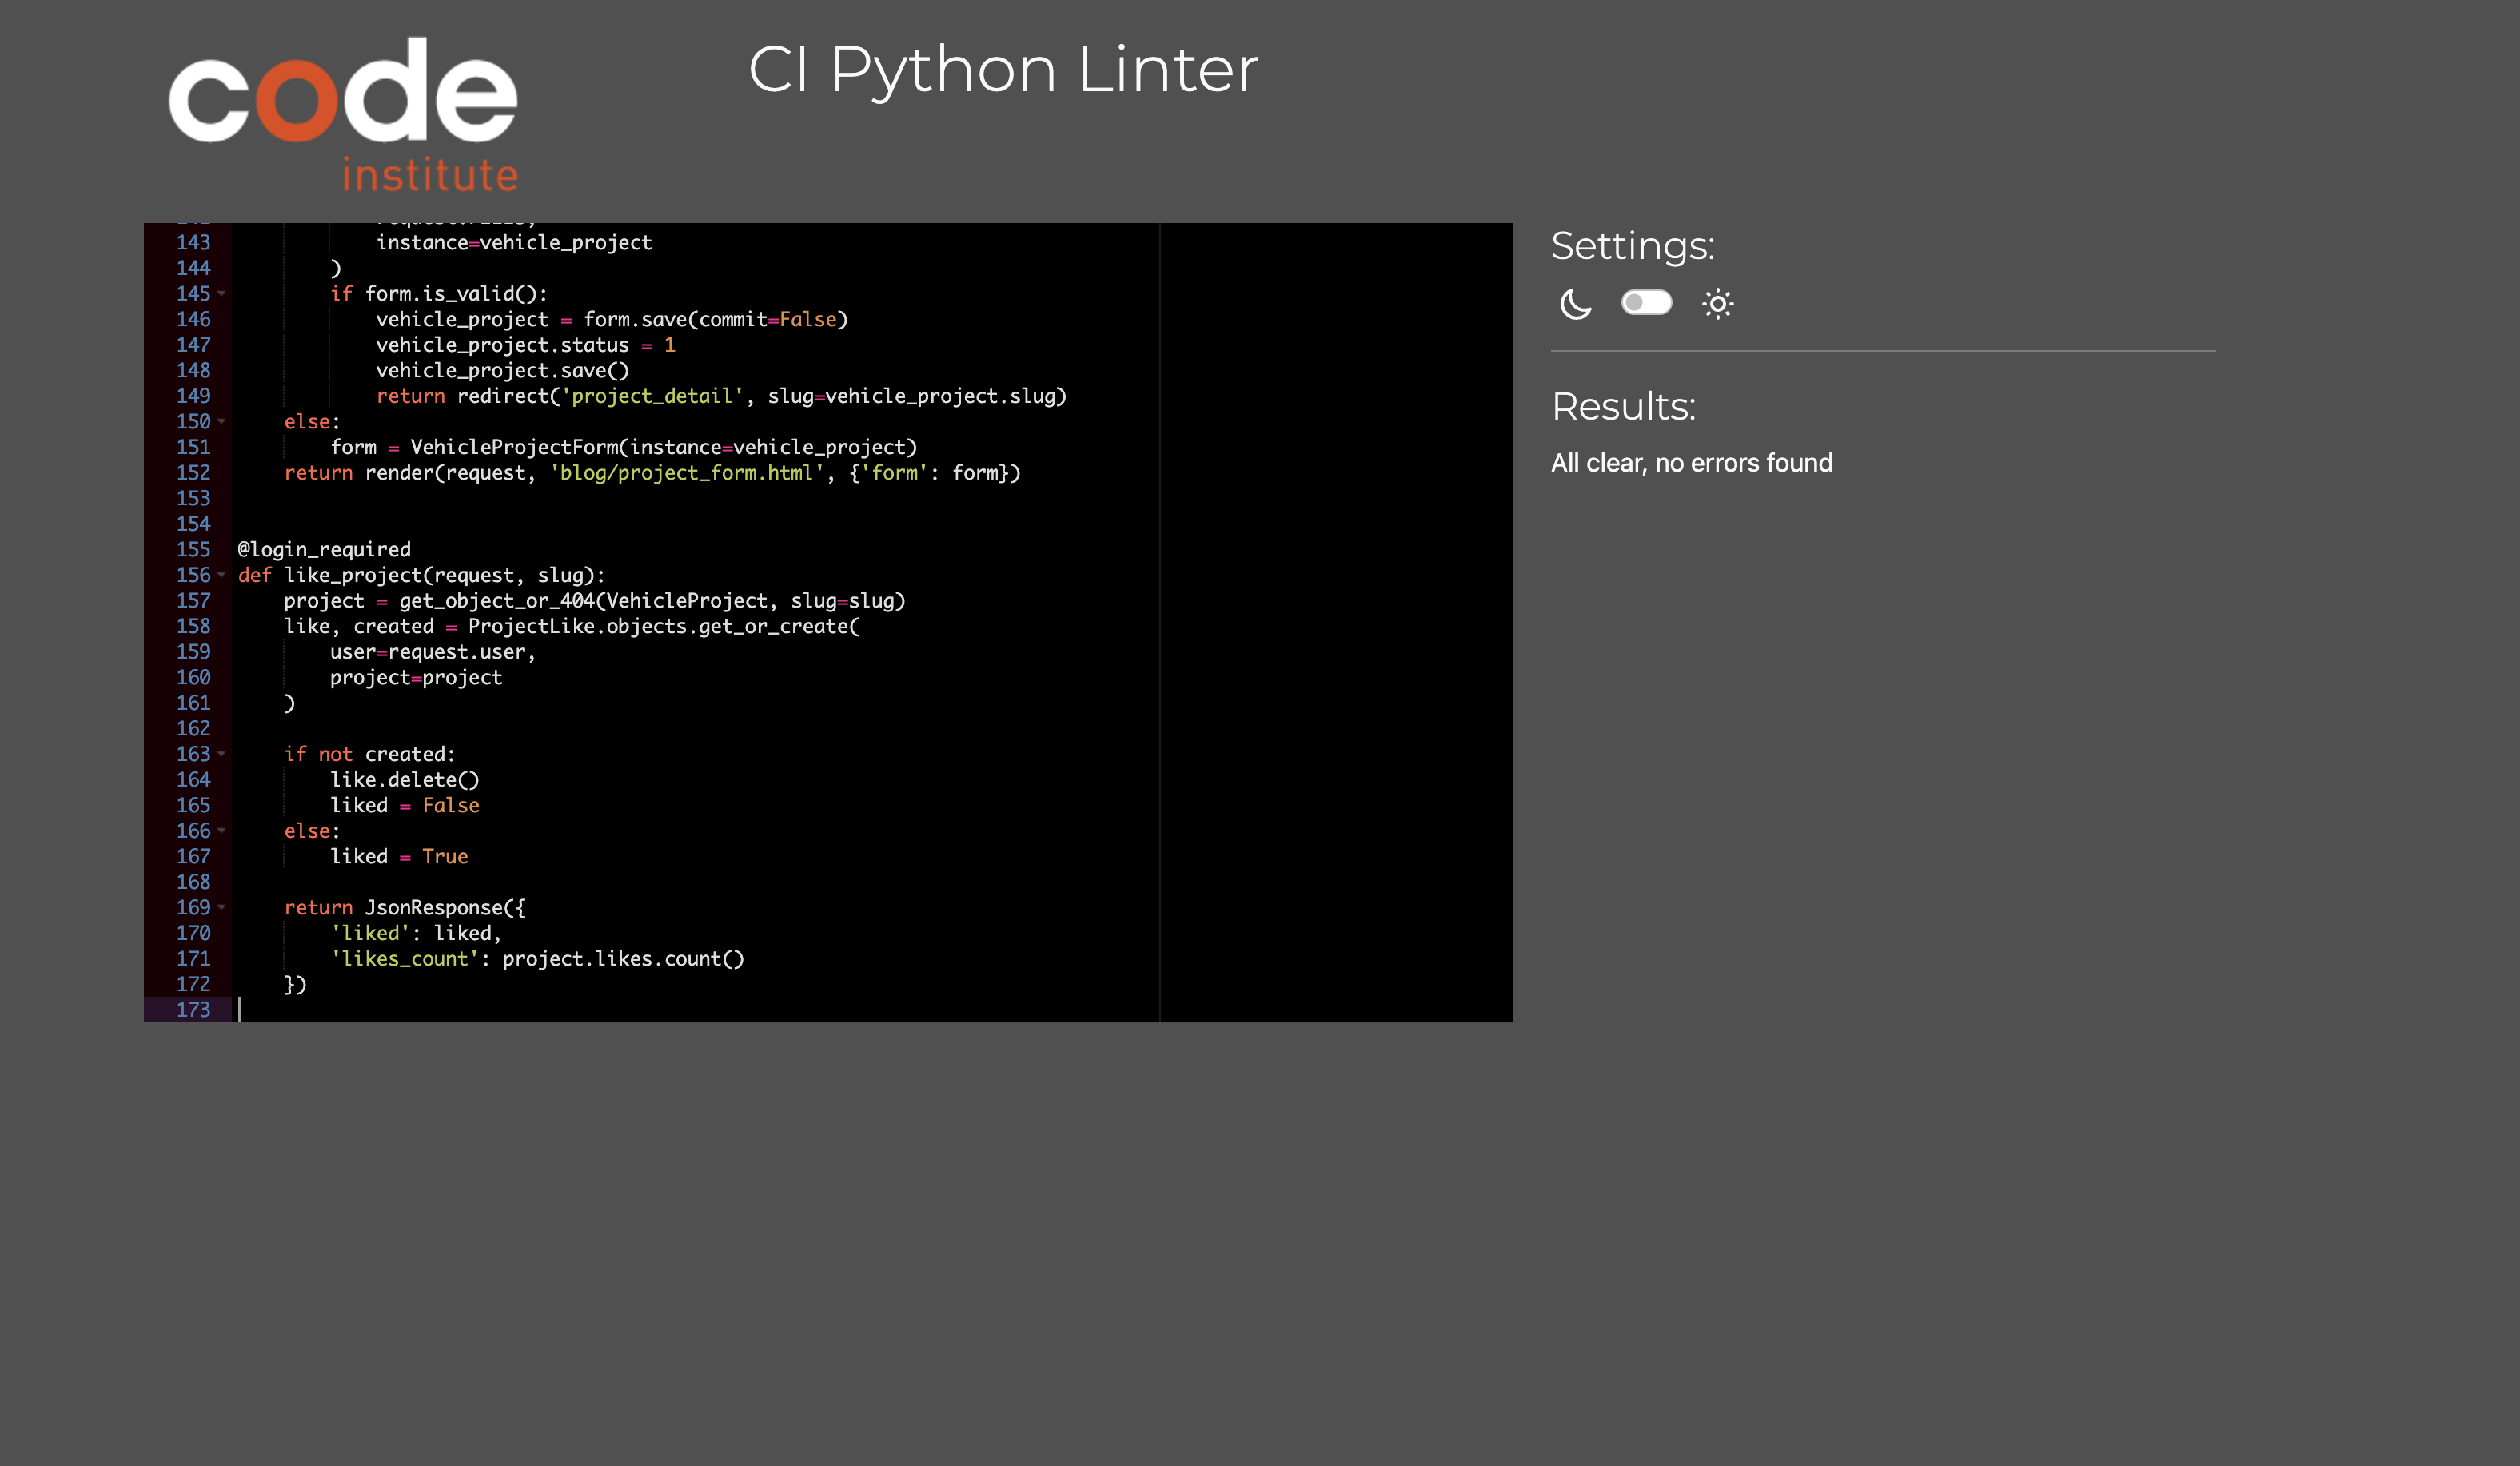 code
institute
CI Python Linter
143 instance=vehicle_project
144 )
145 if form.is_valid():
146 vehicle_project = form.save(commit=False)
147 vehicle_project.status = 1
148 vehicle_project.save()
149 return redirect('project_detail', slug=vehicle_project.slug)
150 else:
151 form = VehicleProjectForm(instance=vehicle_project)
152 return render(request, 'blog/project_form.html', {'form': form})
153
154
155 @login_required
156 def like_project(request, slug):
157 project = get_object_or_404(VehicleProject, slug=slug)
158 like, created = ProjectLike.objects.get_or_create(
159 user=request.user,
160 project=project
161 )
162
163 if not created:
164 like.delete()
165 liked = False
166 else:
167 liked = True
168
169 return JsonResponse({
170 'liked': liked,
171 'likes_count': project.likes.count()
172 })
173
Settings:
Results:
All clear, no errors found